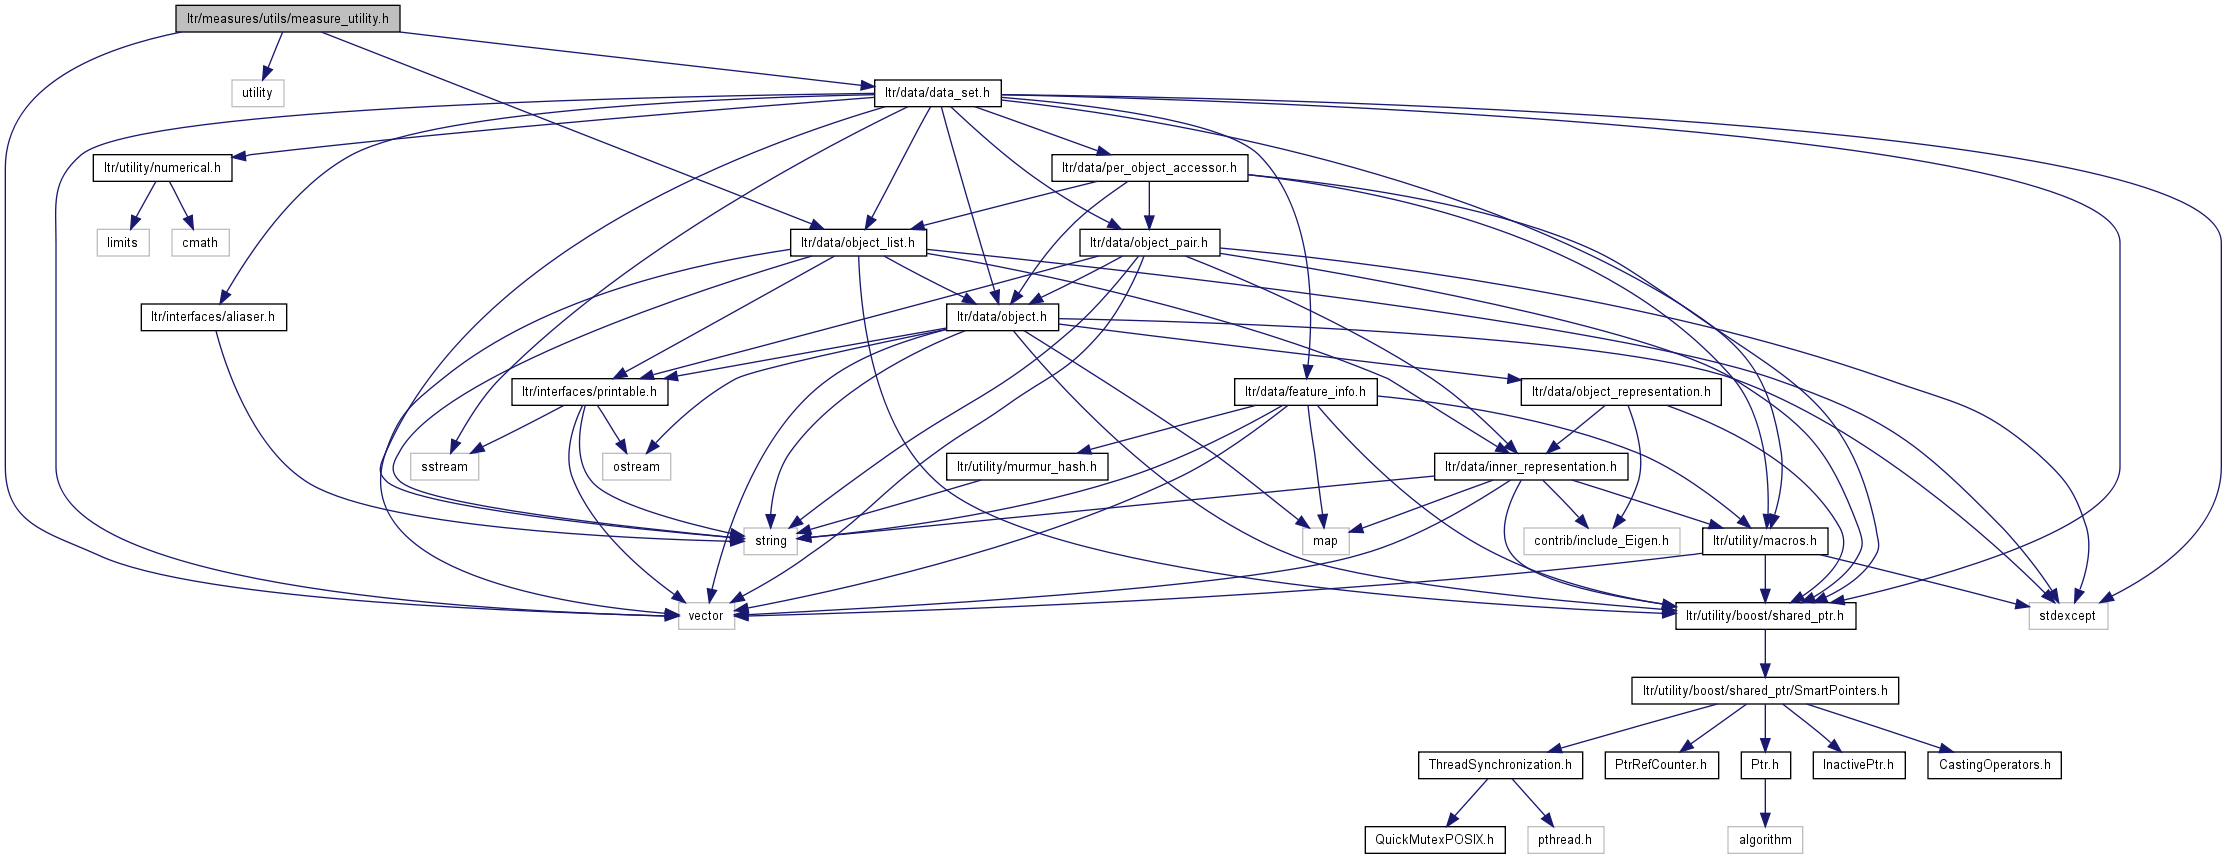 ltr/measures/utils/measure_utility.h
utility
ltr/data/data_set.h
ltr/utility/numerical.h
ltr/data/per_object_accessor.h
limits
cmath
ltr/data/object_list.h
ltr/data/object_pair.h
ltr/interfaces/aliaser.h
ltr/data/object.h
ltr/interfaces/printable.h
ltr/data/feature_info.h
ltr/data/object_representation.h
sstream
ostream
ltr/utility/murmur_hash.h
ltr/data/inner_representation.h
string
map
contrib/include_Eigen.h
ltr/utility/macros.h
vector
ltr/utility/boost/shared_ptr.h
stdexcept
ltr/utility/boost/shared_ptr/SmartPointers.h
ThreadSynchronization.h
PtrRefCounter.h
Ptr.h
InactivePtr.h
CastingOperators.h
QuickMutexPOSIX.h
pthread.h
algorithm